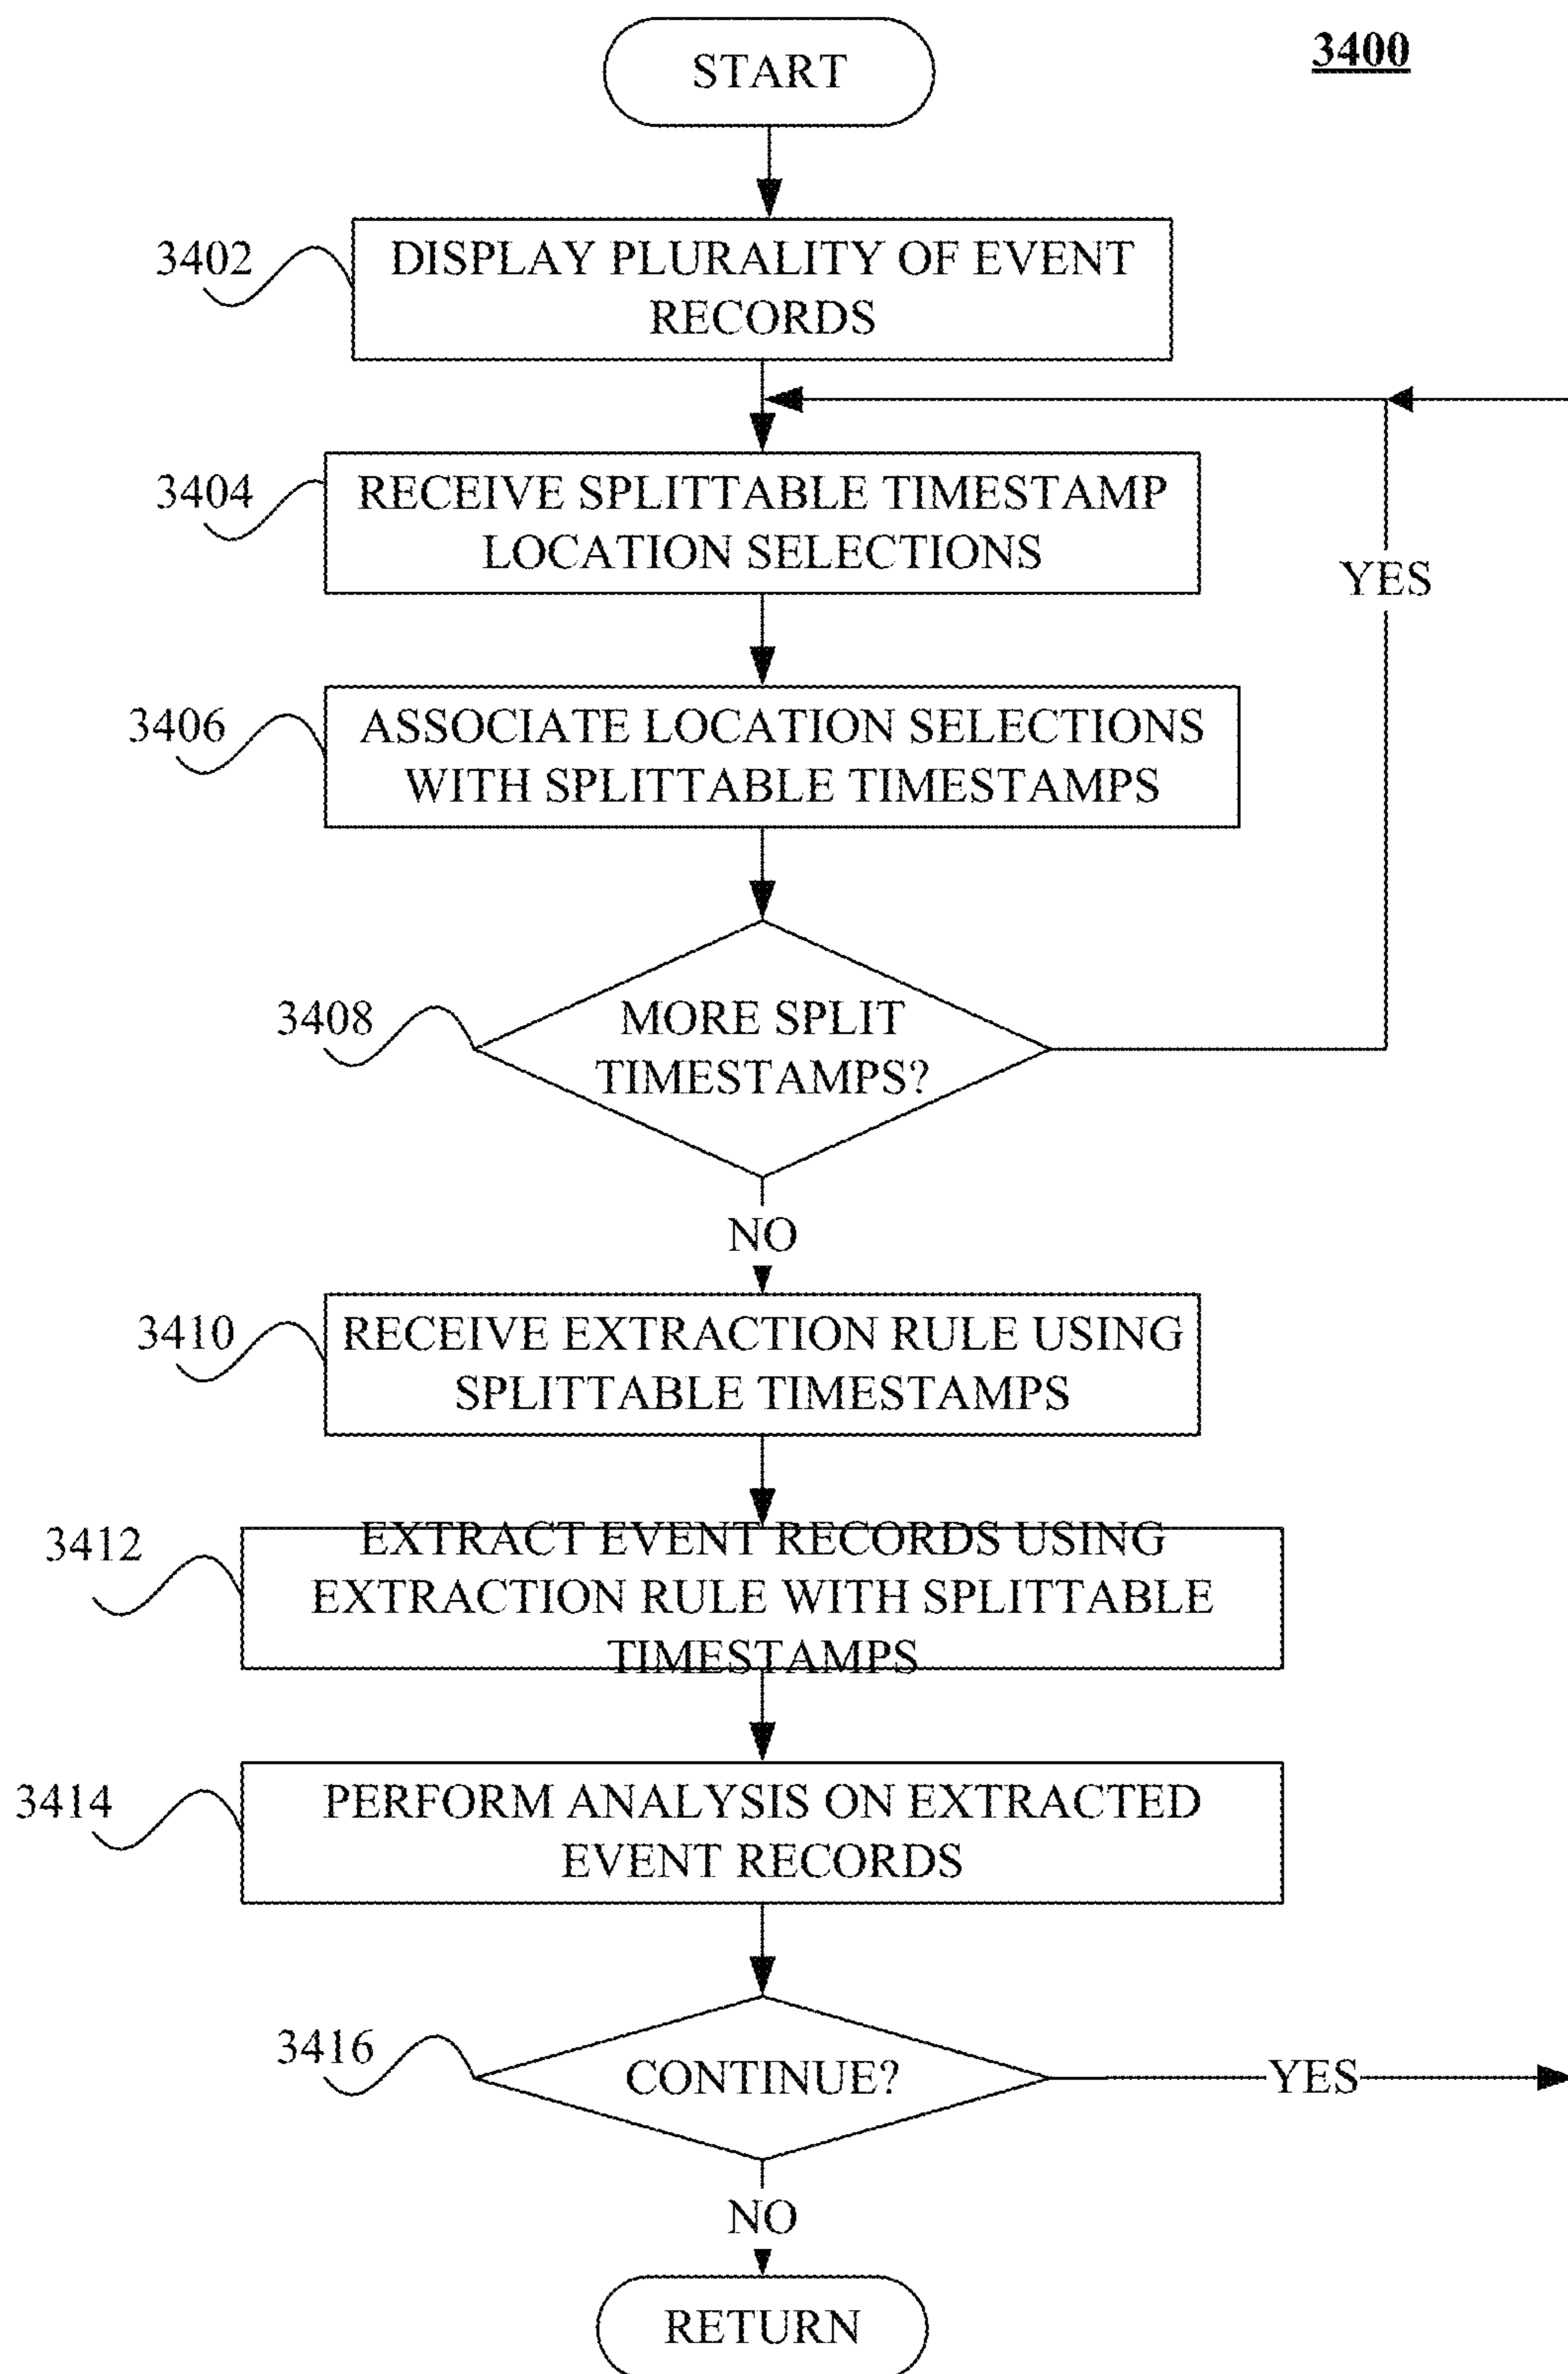 START
3400
3402
DISPLAY PLURALITY OF EVENT
RECORDS
3404
RECEIVE SPLITTABLE TIMESTAMP
LOCATION SELECTIONS
YES
3406
ASSOCIATE LOCATION SELECTIONS
WITH SPLITTABLE TIMESTAMPS
3408
MORE SPLIT
TIMESTAMPS?
NO
3410
RECEIVE EXTRACTION RULE USING
SPLITTABLE TIMESTAMPS
3412
EXTRACT EVENT RECORDS USING
EXTRACTION RULE WITH SPLITTABLE
TIMESTAMPS
3414
PERFORM ANALYSIS ON EXTRACTED
EVENT RECORDS
3416
CONTINUE?
YES
NO
RETURN